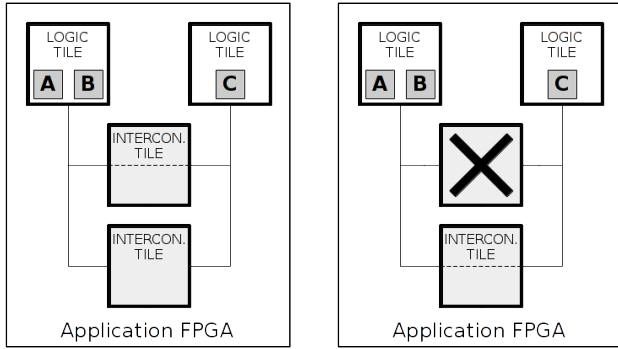 LOGIC
TILE
A B
LOGIC
TILE
C
INTERCON.
TILE
INTERCON.
TILE
Application FPGA
LOGIC
TILE
A B
LOGIC
TILE
C
INTERCON.
TILE
Application FPGA